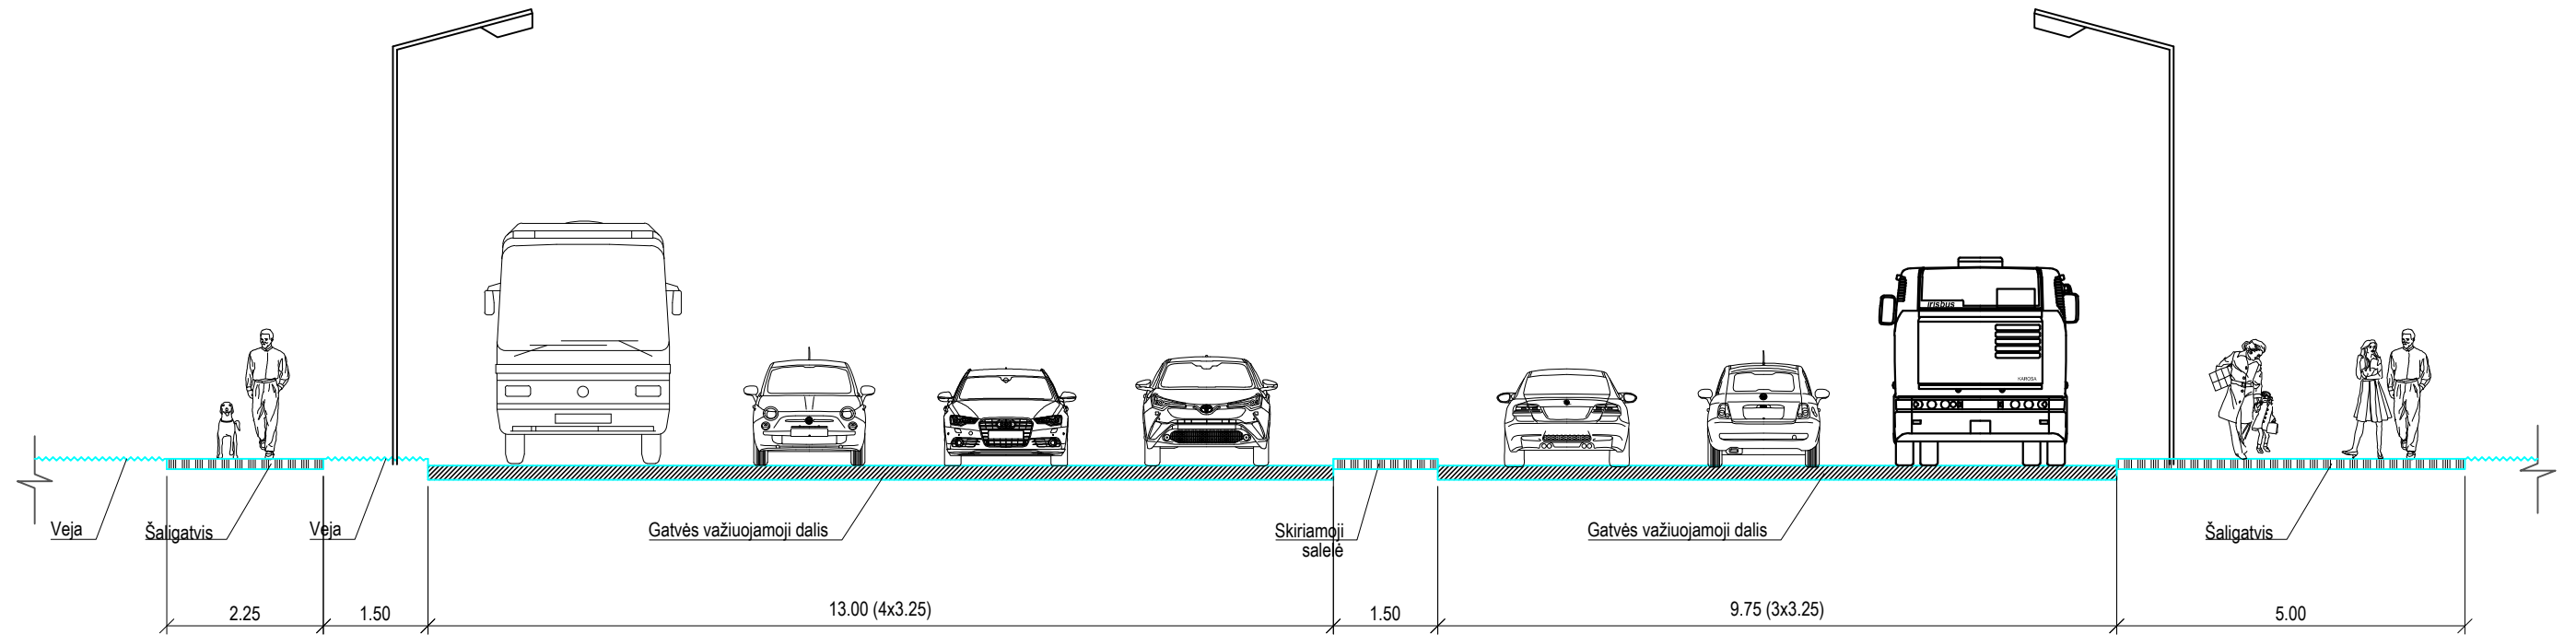 irisbus
KAROSA
Veja
Šaligatvis
Veja
Gatvės važiuojamoji dalis
Skiriamoji
salelė
Gatvės važiuojamoji dalis
Šaligatvis
2.25
1.50
13.00 (4x3.25)
1.50
9.75 (3x3.25)
5.00